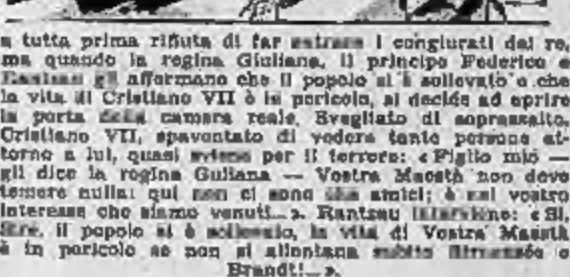 a tutta prima rifiuta di far entrare i congiurati dal re,
ma quando la regina Giuliana, il principe Federico e
Rantzau gli affermano che il popolo si è sollevato e che
la vita di Cristiano VII è in pericolo, si decide ad aprire
la porta della camera reale. Svegliato di soprassalto,
Cristiano VII, spaventato di vedere tante persone at-
torno a lui, quasi sviene per il terrore: « Figlio mio —
gli dice la regina Guliana — Vostra Maestà non deve
temere nulla: qui non ci sono che amici; è nel vostro
interesse che siamo venuti... ». Rantzau interviene: « Sì,
Sire, il popolo si è sollevato, la vita di Vostra Maestà
è in pericolo se non si allontana subito Struensée e
Brandt!... ».